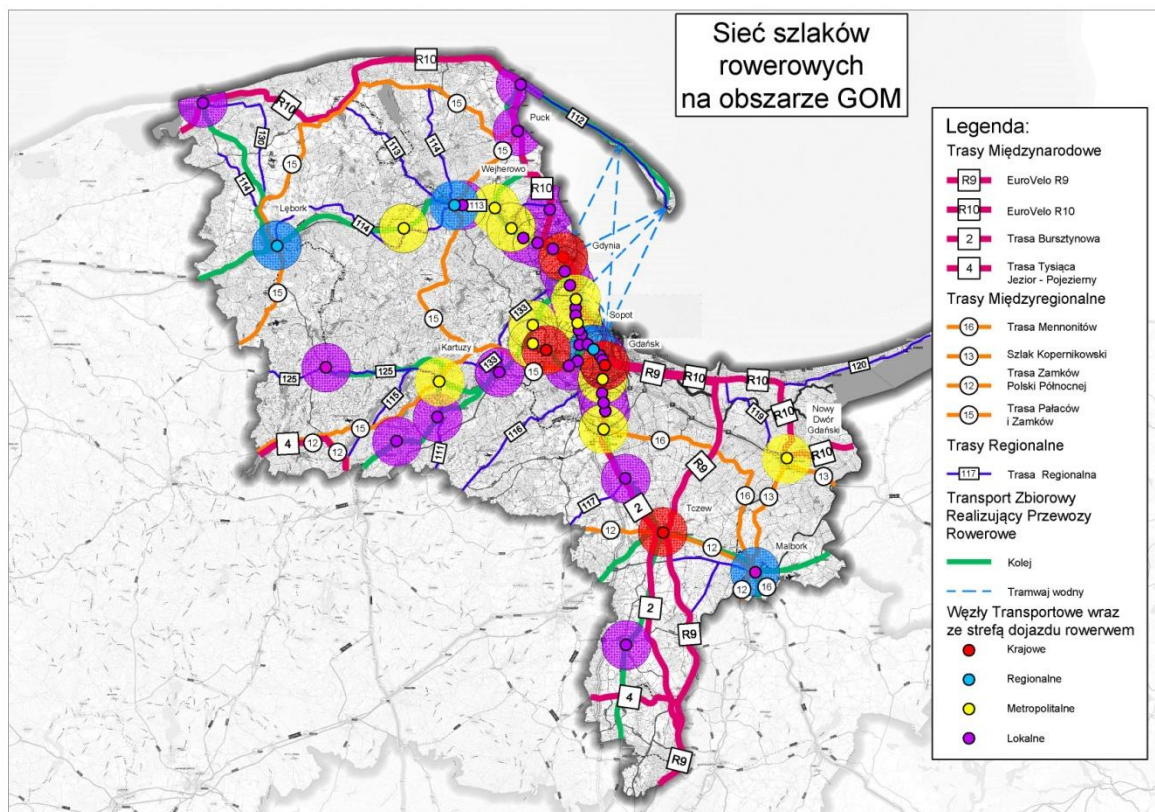 Sieć szlaków
rowerowych
na obszarze GOM
Legenda:
Trasy Międzynarodowe
R9 EuroVelo R9
R10 EuroVelo R10
2 Trasa Bursztynowa
4 Trasa Tysiąca
Jezior - Pojezierny
Trasy Międzyregionalne
16 Trasa Mennonitów
13 Szlak Kopernikowski
12 Trasa Zamków
Polski Północnej
15 Trasa Pałaców
i Zamków
Trasy Regionalne
117 Trasa Regionalna
Transport Zbiorowy
Realizujący Przewozy
Rowerowe
Kolej
Tramwaj wodny
Węzły Transportowe wraz
ze strefą dojazdu rowerwem
Krajowe
Regionalne
Metropolitalne
Lokalne
R10
R10
15
112
Puck
130
113
114
15
15
Wejherowo
R10
114
113
Lębork
114
Gdynia
15
15
133
Sopot
Kartuzy
Gdańsk
133
15
R9
R10
R10
120
125
125
115
119
Nowy
Dwór
Gdański
R10
4
12
15
12
111
116
16
R10
R9
13
16
13
117
2
Tczew
12
12
Malbork
12
16
2
R9
4
R9